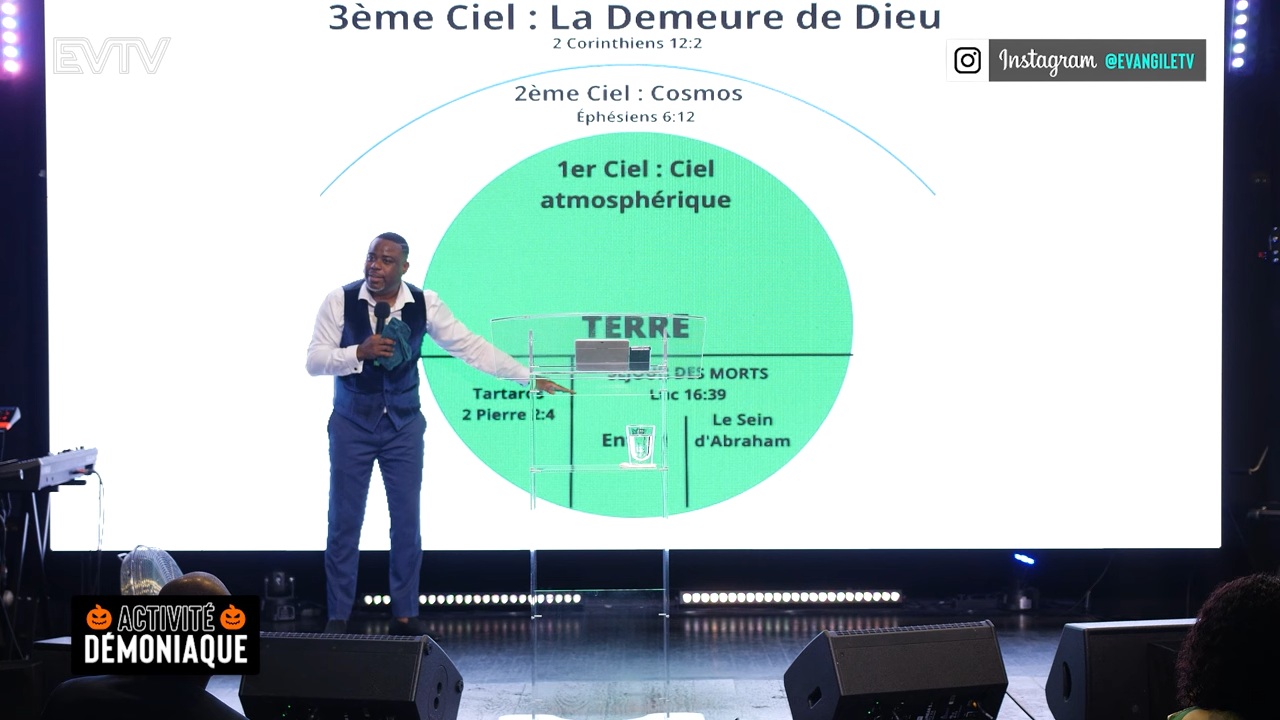 3ème Ciel : La Demeure de Dieu
2 Corinthiens 12:2
EVTV
Instagram @EVANGILETV
2ème Ciel : Cosmos
Éphésiens 6:12
1er Ciel : Ciel
atmosphérique
TERRE
SÉJOUR DES MORTS
Luc 16:39
Tartares
2 Pierre 2:4
Le Sein
d'Abraham
ACTIVITÉ
DÉMONIAQUE